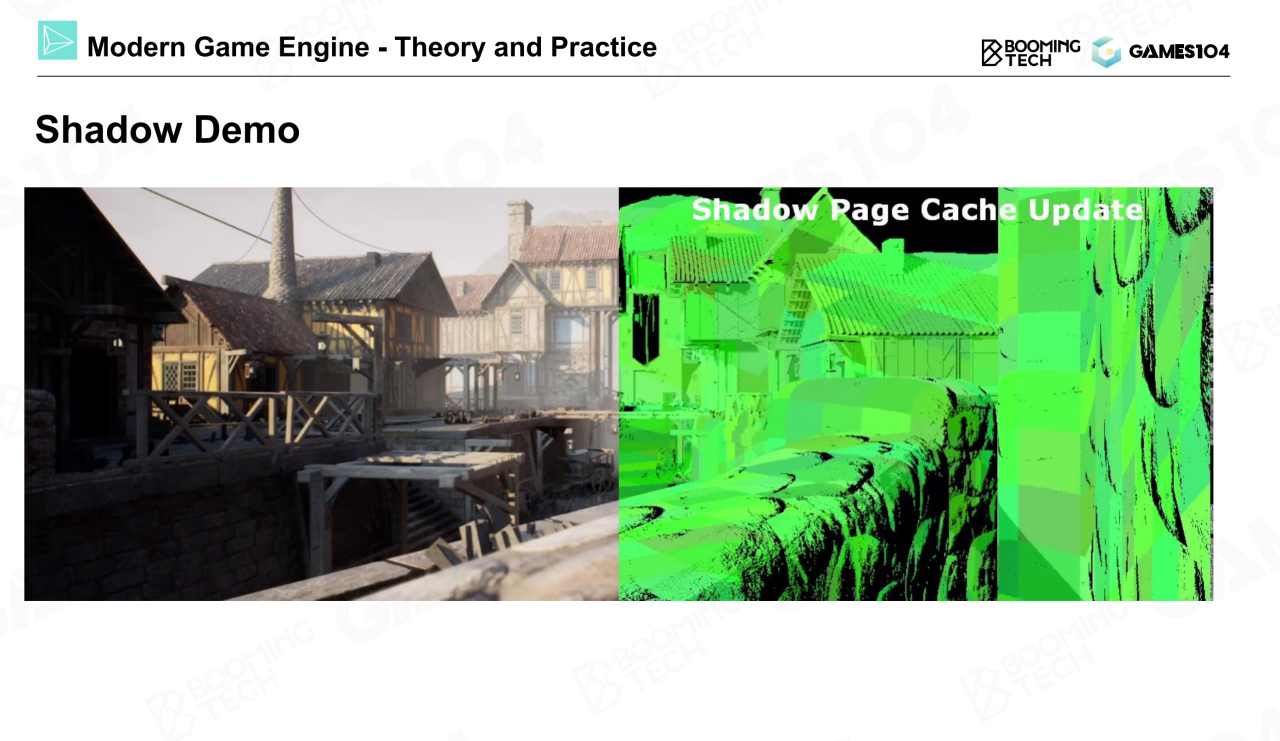 Modern Game Engine - Theory and Practice
BOOMING
TECH
GAMES104
Shadow Demo
Shadow Page Cache Update